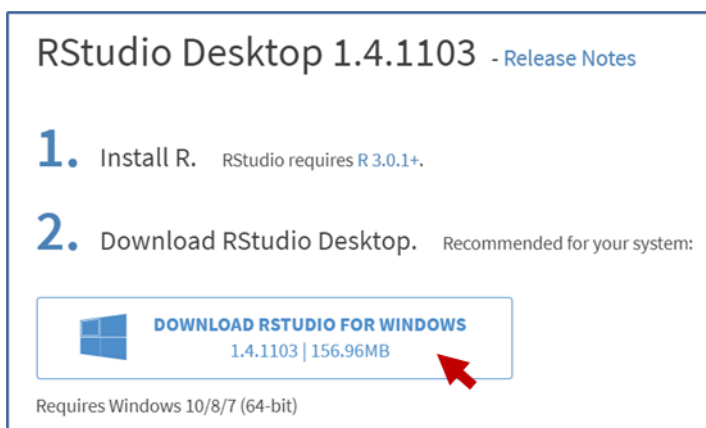 RStudio Desktop 1.4.1103 - Release Notes
1. Install R. RStudio requires R 3.0.1+.
2. Download RStudio Desktop. Recommended for your system:
DOWNLOAD RSTUDIO FOR WINDOWS
1.4.1103 | 156.96MB
Requires Windows 10/8/7 (64-bit)